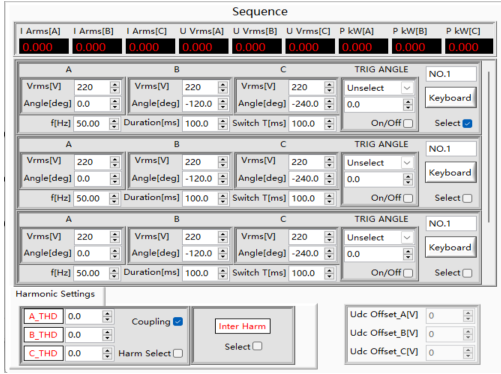 Sequence
I Arms[A] I Arms[B] I Arms[C] U Vrms[A] U Vrms[B] U Vrms[C] P kW[A] P kW[B] P kW[C]
0.000 0.000 0.000 0.000 0.000 0.000 0.000 0.000 0.000
A B C TRIG ANGLE NO.1
Vrms[V] 220 Vrms[V] 220 Vrms[V] 220 Unselect
Angle[deg] 0.0 Angle[deg] -120.0 Angle[deg] -240.0 0.0 Keyboard
f[Hz] 50.00 Duration[ms] 100.0 Switch T[ms] 100.0 On/Off Select
A B C TRIG ANGLE NO.1
Vrms[V] 220 Vrms[V] 220 Vrms[V] 220 Unselect
Angle[deg] 0.0 Angle[deg] -120.0 Angle[deg] -240.0 0.0 Keyboard
f[Hz] 50.00 Duration[ms] 100.0 Switch T[ms] 100.0 On/Off Select
A B C TRIG ANGLE NO.1
Vrms[V] 220 Vrms[V] 220 Vrms[V] 220 Unselect
Angle[deg] 0.0 Angle[deg] -120.0 Angle[deg] -240.0 0.0 Keyboard
f[Hz] 50.00 Duration[ms] 100.0 Switch T[ms] 100.0 On/Off Select
Harmonic Settings
A_THD 0.0 Coupling Inter Harm Udc Offset_A[V] 0
B_THD 0.0 Udc Offset_B[V] 0
C_THD 0.0 Harm Select Select Udc Offset_C[V] 0